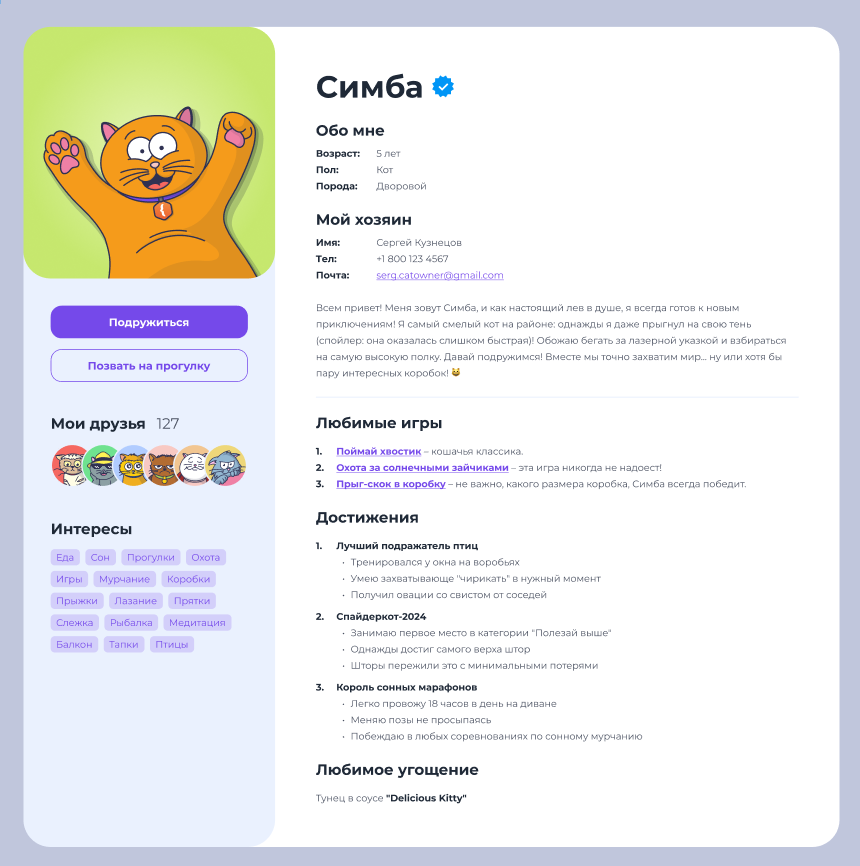 Подружиться
Позвать на прогулку
Мои друзья 127
Интересы
Еда Сон Прогулки Охота
Игры Мурчание Коробки
Прыжки Лазание Прятки
Слежка Рыбалка Медитация
Балкон Тапки Птицы
Симба
Обо мне
Возраст: 5 лет
Пол: Кот
Порода: Дворовой
Мой хозяин
Имя: Сергей Кузнецов
Тел: +1 800 123 4567
Почта: serg.catowner@gmail.com
Всем привет! Меня зовут Симба, и как настоящий лев в душе, я всегда готов к новым
приключениям! Я самый смелый кот на районе: однажды я даже прыгнул на свою тень
(спойлер: она оказалась слишком быстрая)! Обожаю бегать за лазерной указкой и взбираться
на самую высокую полку. Давай подружимся! Вместе мы точно захватим мир... ну или хотя бы
пару интересных коробок! 😺
Любимые игры
1. Поймай хвостик – кошачья классика.
2. Охота за солнечными зайчиками – эта игра никогда не надоест!
3. Прыг-скок в коробку – не важно, какого размера коробка, Симба всегда победит.
Достижения
1. Лучший подражатель птиц
• Тренировался у окна на воробьях
• Умею захватывающе "чирикать" в нужный момент
• Получил овации со свистом от соседей
2. Спайдеркот-2024
• Занимаю первое место в категории "Полезай выше"
• Однажды достиг самого верха штор
• Шторы пережили это с минимальными потерями
3. Король сонных марафонов
• Легко провожу 18 часов в день на диване
• Меняю позы не просыпаясь
• Побеждаю в любых соревнованиях по сонному мурчанию
Любимое угощение
Тунец в соусе "Delicious Kitty"